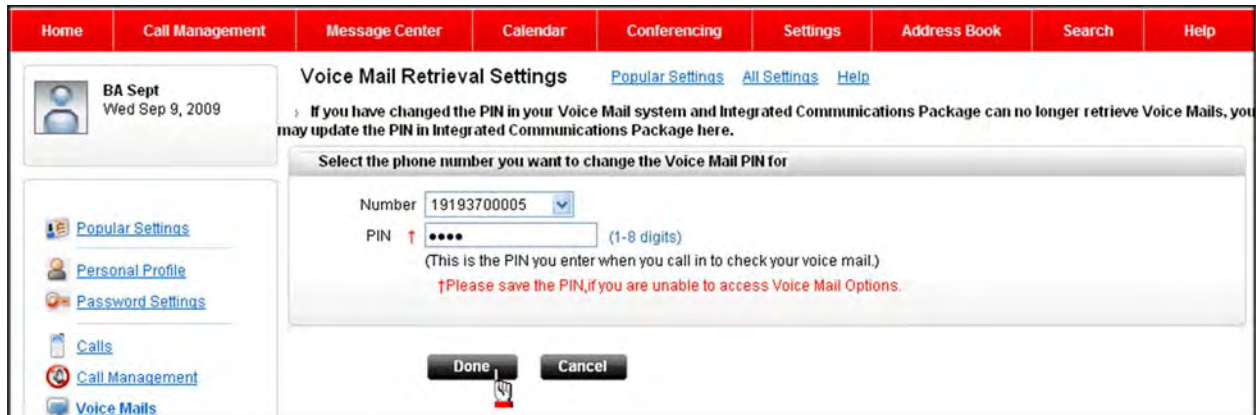 Home Call Management Message Center Calendar Conferencing Settings Address Book Search Help
BA Sept
Wed Sep 9, 2009
Voice Mail Retrieval Settings Popular Settings All Settings Help
› If you have changed the PIN in your Voice Mail system and Integrated Communications Package can no longer retrieve Voice Mails, you
may update the PIN in Integrated Communications Package here.
Select the phone number you want to change the Voice Mail PIN for
Number 19193700005
PIN † •••• (1-8 digits)
(This is the PIN you enter when you call in to check your voice mail.)
†Please save the PIN,if you are unable to access Voice Mail Options.
Done Cancel
Popular Settings
Personal Profile
Password Settings
Calls
Call Management
Voice Mails